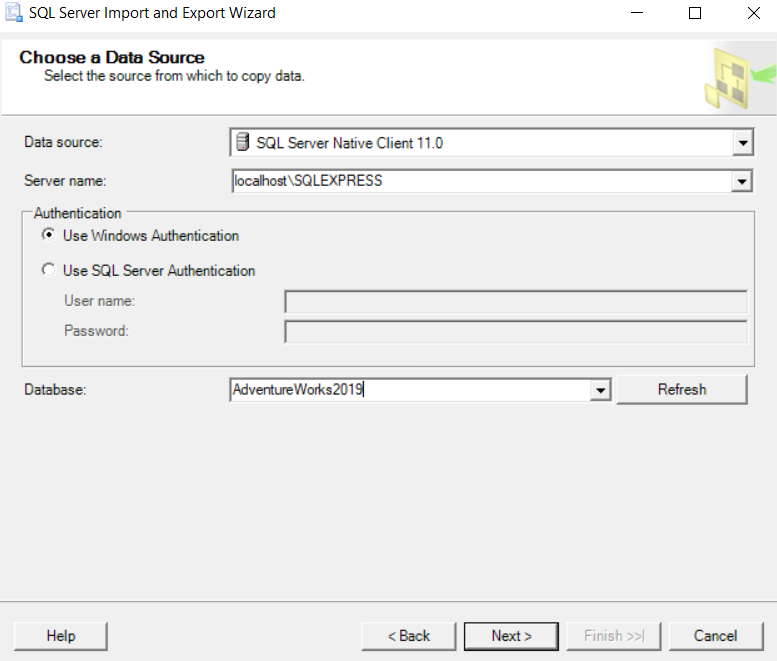 SQL Server Import and Export Wizard
Choose a Data Source
Select the source from which to copy data.
Data source: SQL Server Native Client 11.0
Server name: localhost\SQLEXPRESS
Authentication
Use Windows Authentication
Use SQL Server Authentication
User name:
Password:
Database: AdventureWorks2019 Refresh
Help < Back Next > Finish >>| Cancel